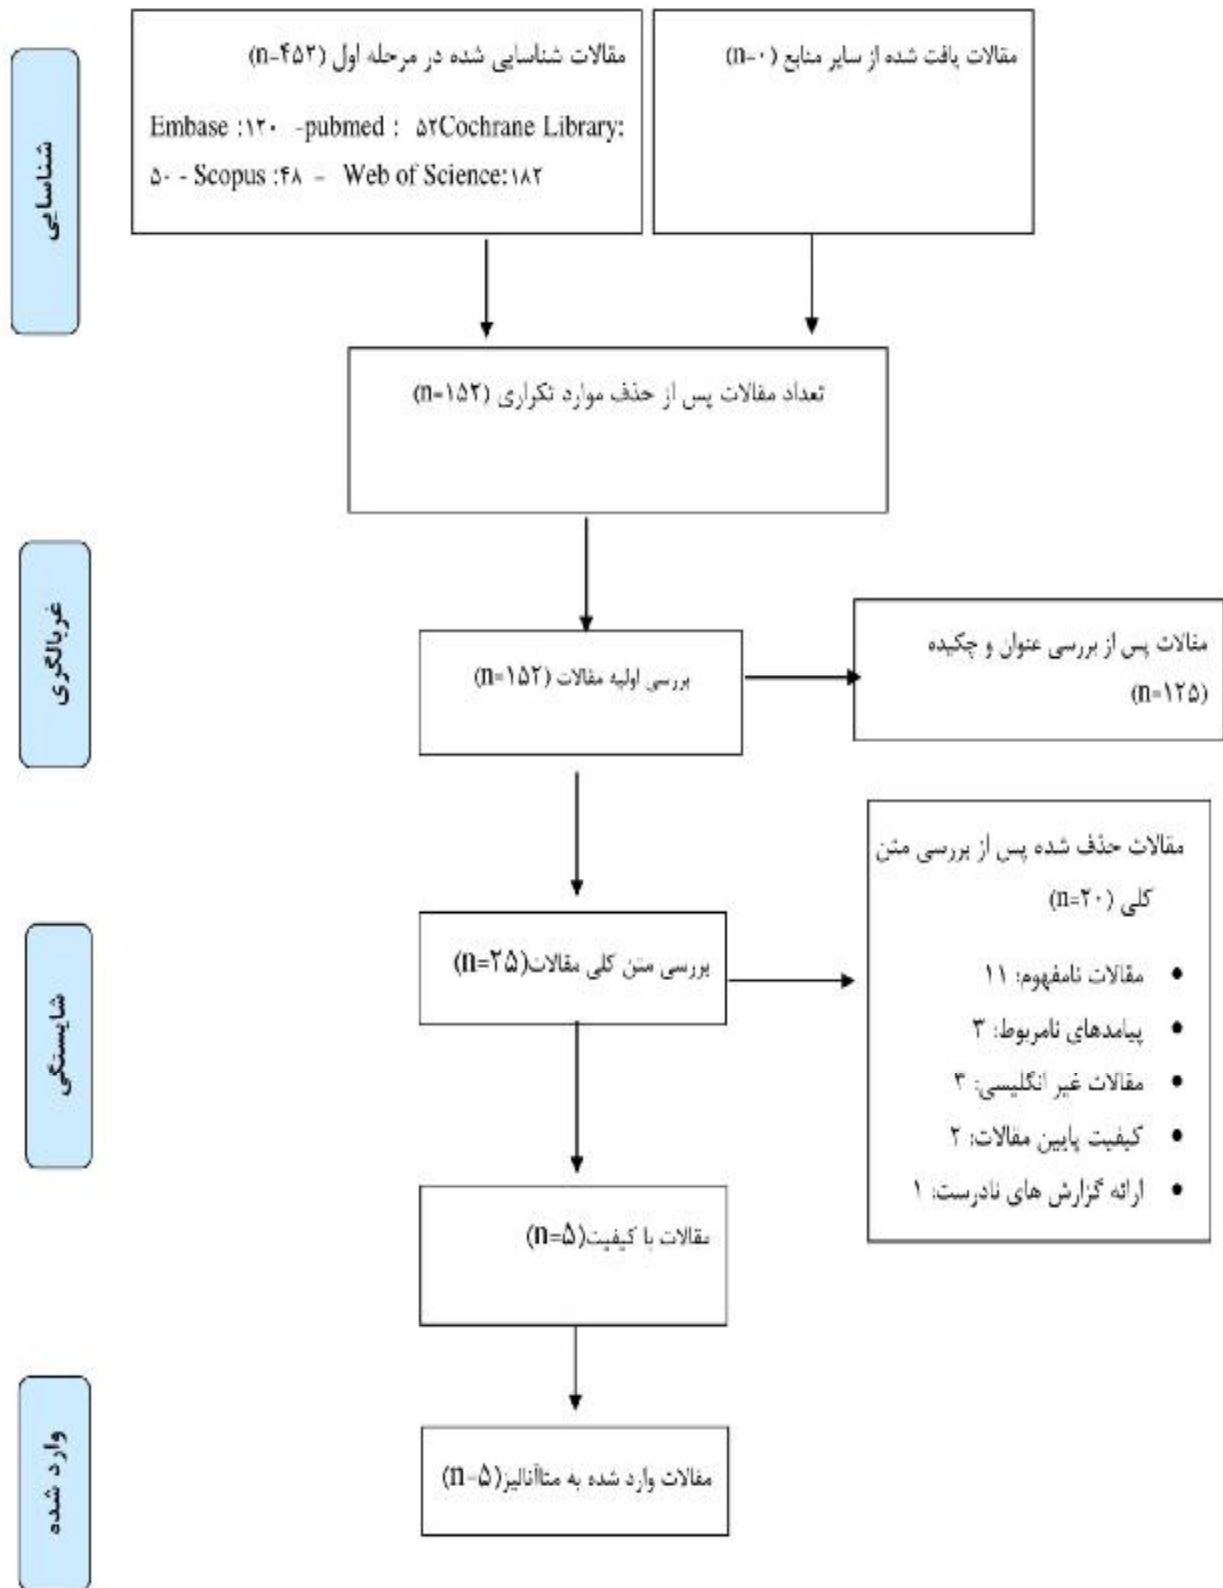 شناسایی
مقالات شناسایی شده در مرحله اول (n=۴۵۲)
Embase :۱۲۰ -pubmed : ۵۲Cochrane Library:
۵۰ - Scopus :۴۸ - Web of Science:۱۸۲
مقالات یافت شده از سایر منابع (n=۰)
تعداد مقالات پس از حذف موارد تکراری (n=۱۵۲)
غربالگری
بررسی اولیه مقالات (n=۱۵۲)
مقالات پس از بررسی عنوان و چکیده
(n=۱۲۵)
شایستگی
بررسی متن کلی مقالات(n=۲۵)
مقالات حذف شده پس از بررسی متن
کلی (n=۲۰)
• مقالات نامفهوم: ۱۱
• پیامدهای نامربوط: ۳
• مقالات غیر انگلیسی: ۳
• کیفیت پایین مقالات: ۲
• ارائه گزارش های نادرست: ۱
مقالات با کیفیت(n=۵)
وارد شده
مقالات وارد شده به متاآنالیز(n=۵)